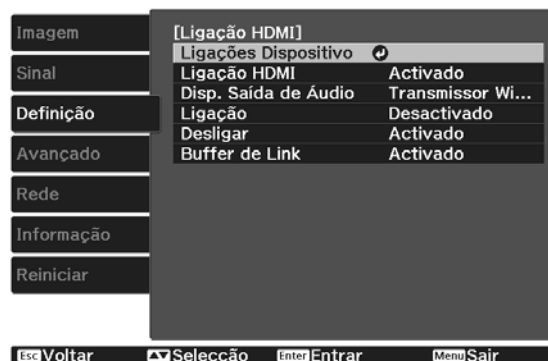 Imagem
Sinal
Definição
Avançado
Rede
Informação
Reiniciar
[Ligação HDMI]
Ligações Dispositivo
Ligação HDMI Activado
Disp. Saída de Áudio Transmissor Wi...
Ligação Desactivado
Desligar Activado
Buffer de Link Activado
Esc Voltar Selecção Enter Entrar Menu Sair